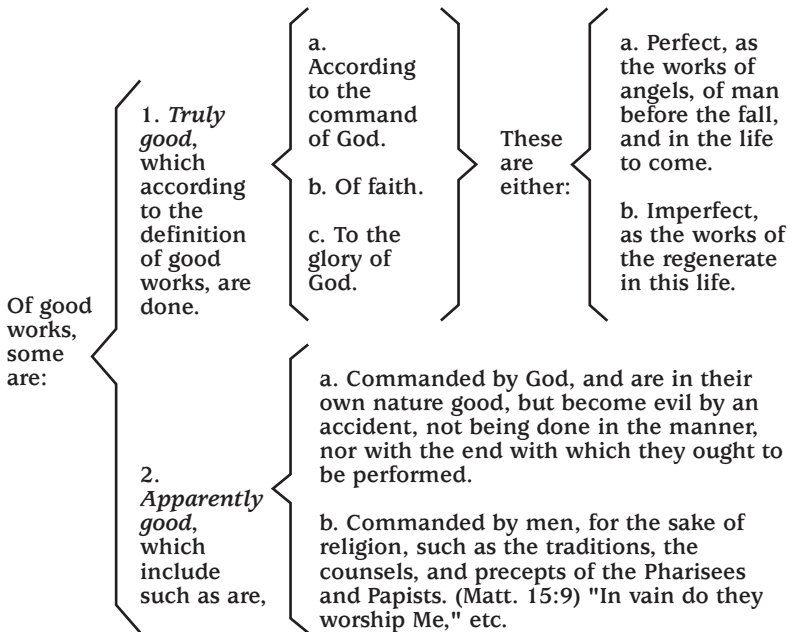 Of good
works,
some
are:
1. Truly
good,
which
according
to the
definition
of good
works, are
done.
a.
According
to the
command
of God.
b. Of faith.
c. To the
glory of
God.
These
are
either:
a. Perfect, as
the works of
angels, of man
before the fall,
and in the life
to come.
b. Imperfect,
as the works of
the regenerate
in this life.
2.
Apparently
good,
which
include
such as are,
a. Commanded by God, and are in their
own nature good, but become evil by an
accident, not being done in the manner,
nor with the end with which they ought to
be performed.
b. Commanded by men, for the sake of
religion, such as the traditions, the
counsels, and precepts of the Pharisees
and Papists. (Matt. 15:9) "In vain do they
worship Me," etc.